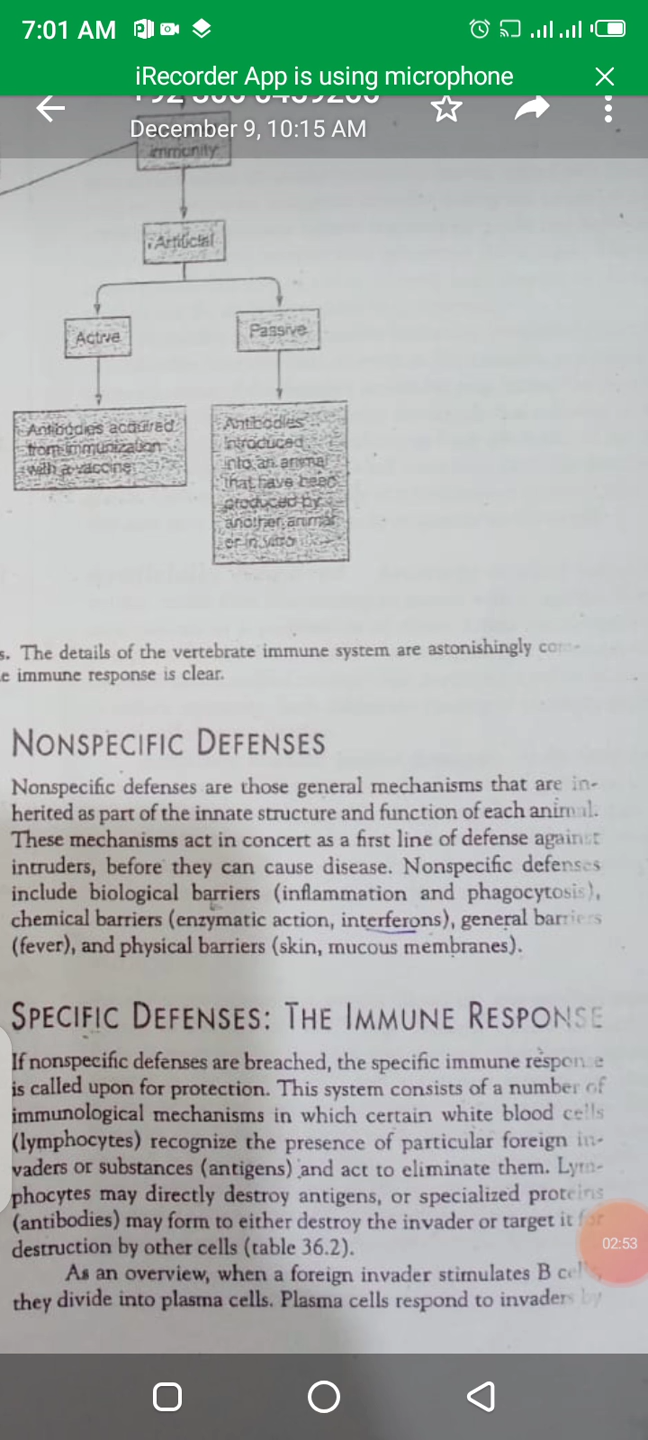 7:01 AM
iRecorder App is using microphone
December 9, 10:15 AM
immunity
Artificial
Active
Passive
Antibodies acquired
from immunization
with a vaccine
Antibodies
introduced
into an animal
that have been
produced by
another animal
or in vitro
s. The details of the vertebrate immune system are astonishingly
e immune response is clear.
NONSPECIFIC DEFENSES
Nonspecific defenses are those general mechanisms that are in-
herited as part of the innate structure and function of each animal.
These mechanisms act in concert as a first line of defense against
intruders, before they can cause disease. Nonspecific defenses
include biological barriers (inflammation and phagocytosis),
chemical barriers (enzymatic action, interferons), general barriers
(fever), and physical barriers (skin, mucous membranes).
SPECIFIC DEFENSES: THE IMMUNE RESPONSE
If nonspecific defenses are breached, the specific immune response
is called upon for protection. This system consists of a number of
immunological mechanisms in which certain white blood cells
(lymphocytes) recognize the presence of particular foreign in-
vaders or substances (antigens) and act to eliminate them. Lym-
phocytes may directly destroy antigens, or specialized proteins
(antibodies) may form to either destroy the invader or target it for
destruction by other cells (table 36.2).
02:53
As an overview, when a foreign invader stimulates B cells,
they divide into plasma cells. Plasma cells respond to invaders by